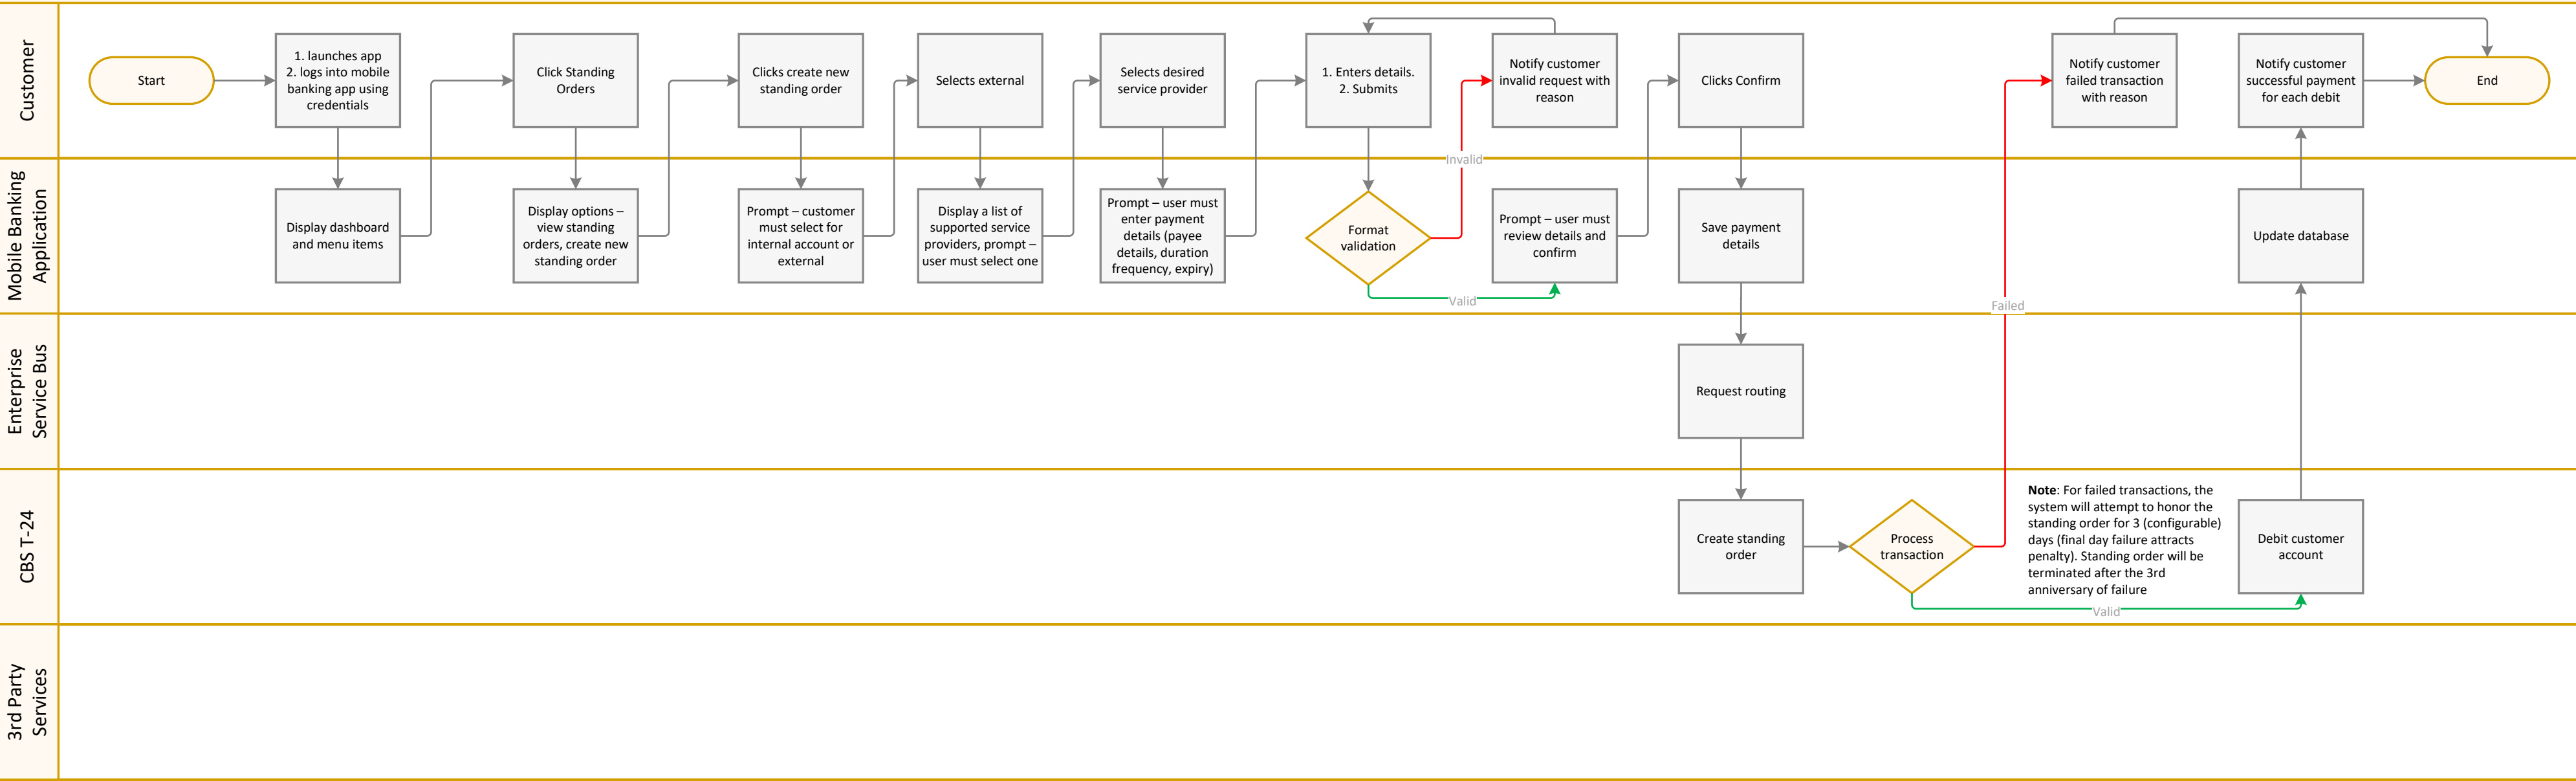 Customer
Start
1. launches app
2. logs into mobile
banking app using
credentials
Click Standing
Orders
Clicks create new
standing order
Selects external
Selects desired
service provider
1. Enters details.
2. Submits
Notify customer
invalid request with
reason
Clicks Confirm
Notify customer
failed transaction
with reason
Notify customer
successful payment
for each debit
End
Invalid
Mobile Banking
Application
Display dashboard
and menu items
Display options –
view standing
orders, create new
standing order
Prompt – customer
must select for
internal account or
external
Display a list of
supported service
providers, prompt –
user must select one
Prompt – user must
enter payment
details (payee
details, duration
frequency, expiry)
Format
validation
Prompt – user must
review details and
confirm
Save payment
details
Update database
Valid
Failed
Enterprise
Service Bus
Request routing
CBS T-24
Create standing
order
Process
transaction
Note: For failed transactions, the
system will attempt to honor the
standing order for 3 (configurable)
days (final day failure attracts
penalty). Standing order will be
terminated after the 3rd
anniversary of failure
Debit customer
account
Valid
3rd Party
Services